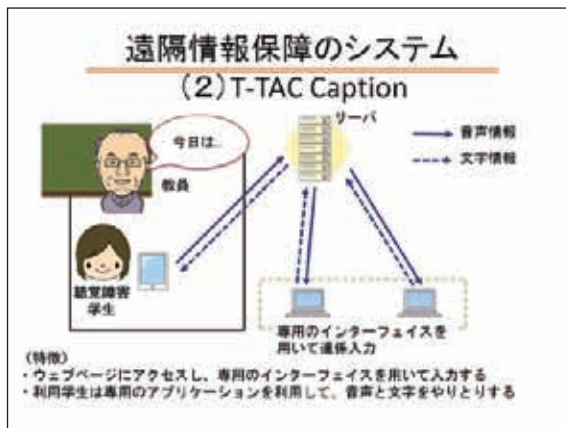 遠隔情報保障のシステム
(2)T-TAC Caption
サーバ
今日は..
音声情報
文字情報
教員
聴覚障害
学生
専用のインターフェイスを
用いて連係入力
(特徴)
・ウェブページにアクセスし、専用のインターフェイスを用いて入力する
・利用学生は専用のアプリケーションを利用して、音声と文字をやりとりする